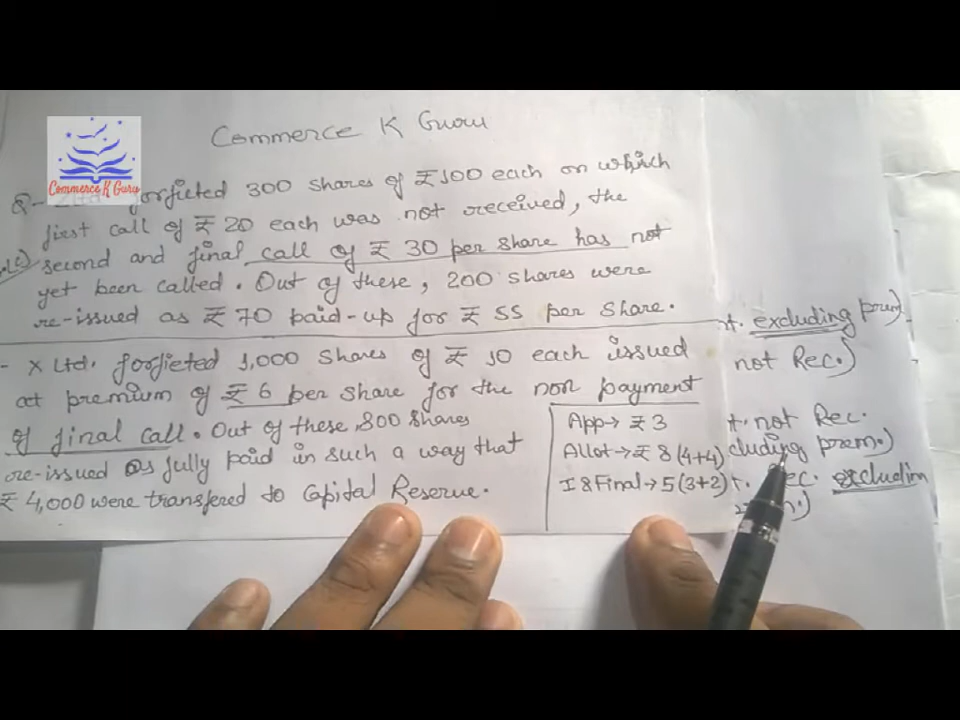 Commerce K Guru
Commerce K Guru
Q- Z Ltd. forfieted 300 shares of ₹ 100 each on which
first call of ₹ 20 each was not received, the
second and final call of ₹ 30 per share has not
yet been called. Out of these, 200 shares were
re-issued as ₹ 70 paid-up for ₹ 55 per share.
- X Ltd. forfieted 1,000 shares of ₹ 10 each issued
at premium of ₹ 6 per share for the non payment
of final call. Out of these, 800 shares
re-issued as fully paid in such a way that
₹ 4,000 were transfered to Capital Reserve.
App → ₹ 3
Allot → ₹ 8 (4+4)
I & Final → 5 (3+2)
t. excluding
not Rec.)
t. not Rec.
cluding prem.)
t. Rec. excludin